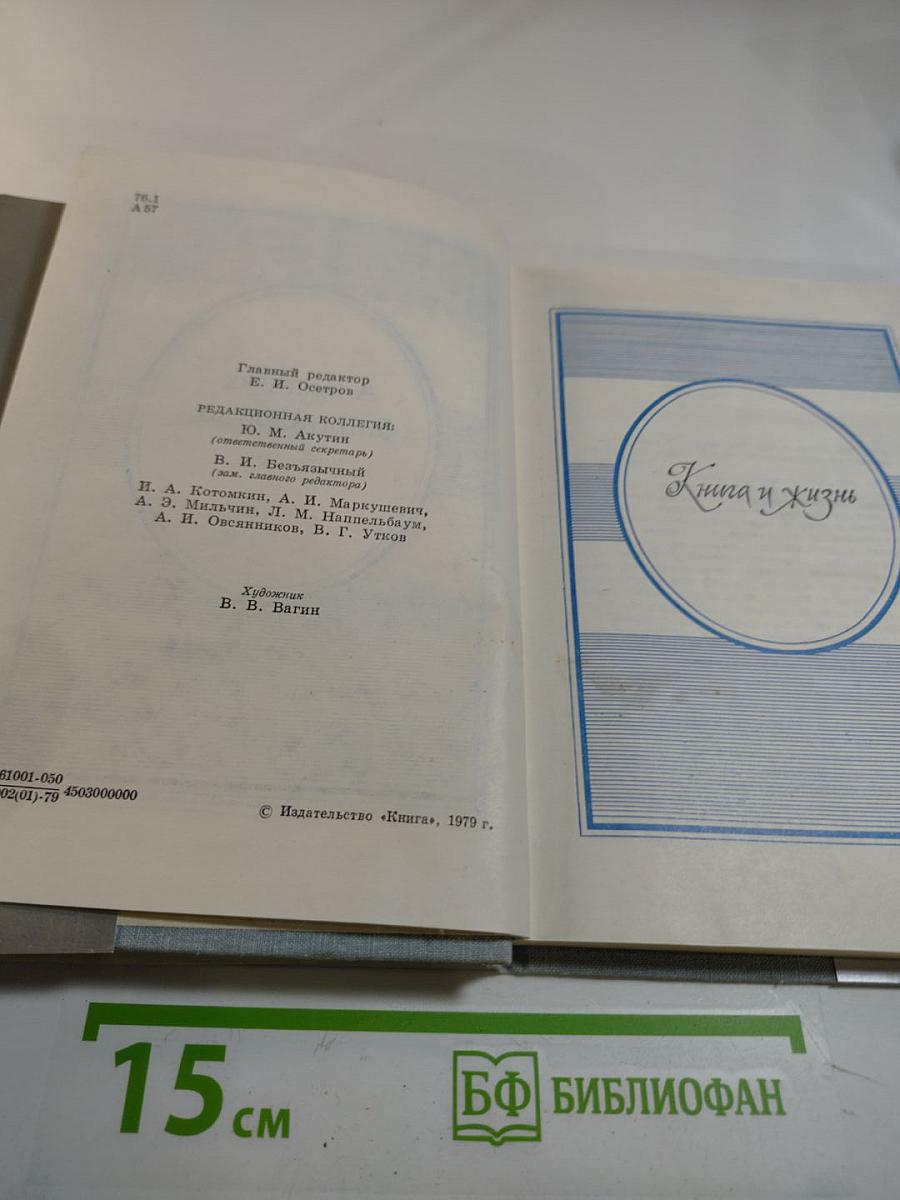 76.1
А 57
Главный редактор
Е. И. Осетров
РЕДАКЦИОННАЯ КОЛЛЕГИЯ:
Ю. М. Акутин
(ответственный секретарь)
В. И. Безъязычный
(зам. главного редактора)
И. А. Котомкин, А. И. Маркушевич,
А. Э. Мильчин, Л. М. Наппельбаум,
А. И. Овсянников, В. Г. Утков
Художник
В. В. Вагин
61001-050
02(01)-79 4503000000
© Издательство «Книга», 1979 г.
Книга и жизнь
15 см
БФ БИБЛИОФАН